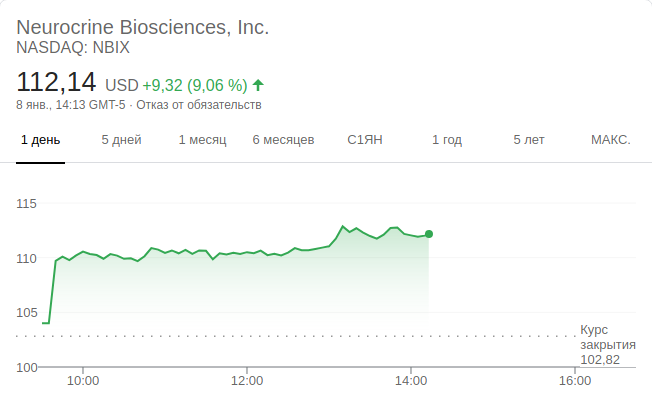 Neurocrine Biosciences, Inc.
NASDAQ: NBIX
112,14 USD +9,32 (9,06 %)
8 янв., 14:13 GMT-5 · Отказ от обязательств
1 день 5 дней 1 месяц 6 месяцев С1ЯН 1 год 5 лет МАКС.
115
110
105
100
Курс
закрытия
102,82
10:00 12:00 14:00 16:00